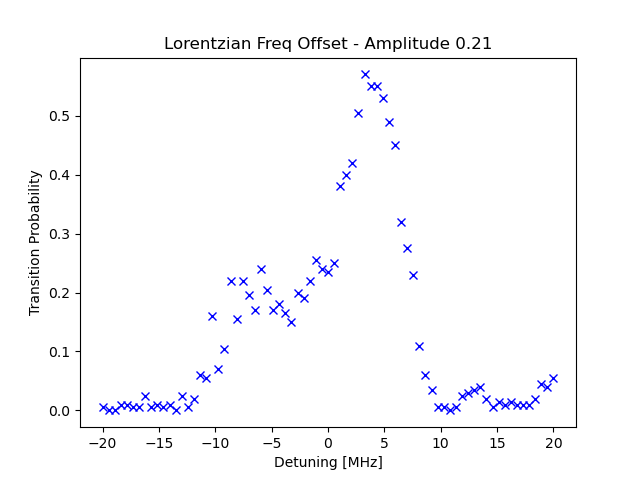 Lorentzian Freq Offset - Amplitude 0.21
Transition Probability
0.5
0.4
0.3
0.2
0.1
0.0
−20 −15 −10 −5 0 5 10 15 20
Detuning [MHz]